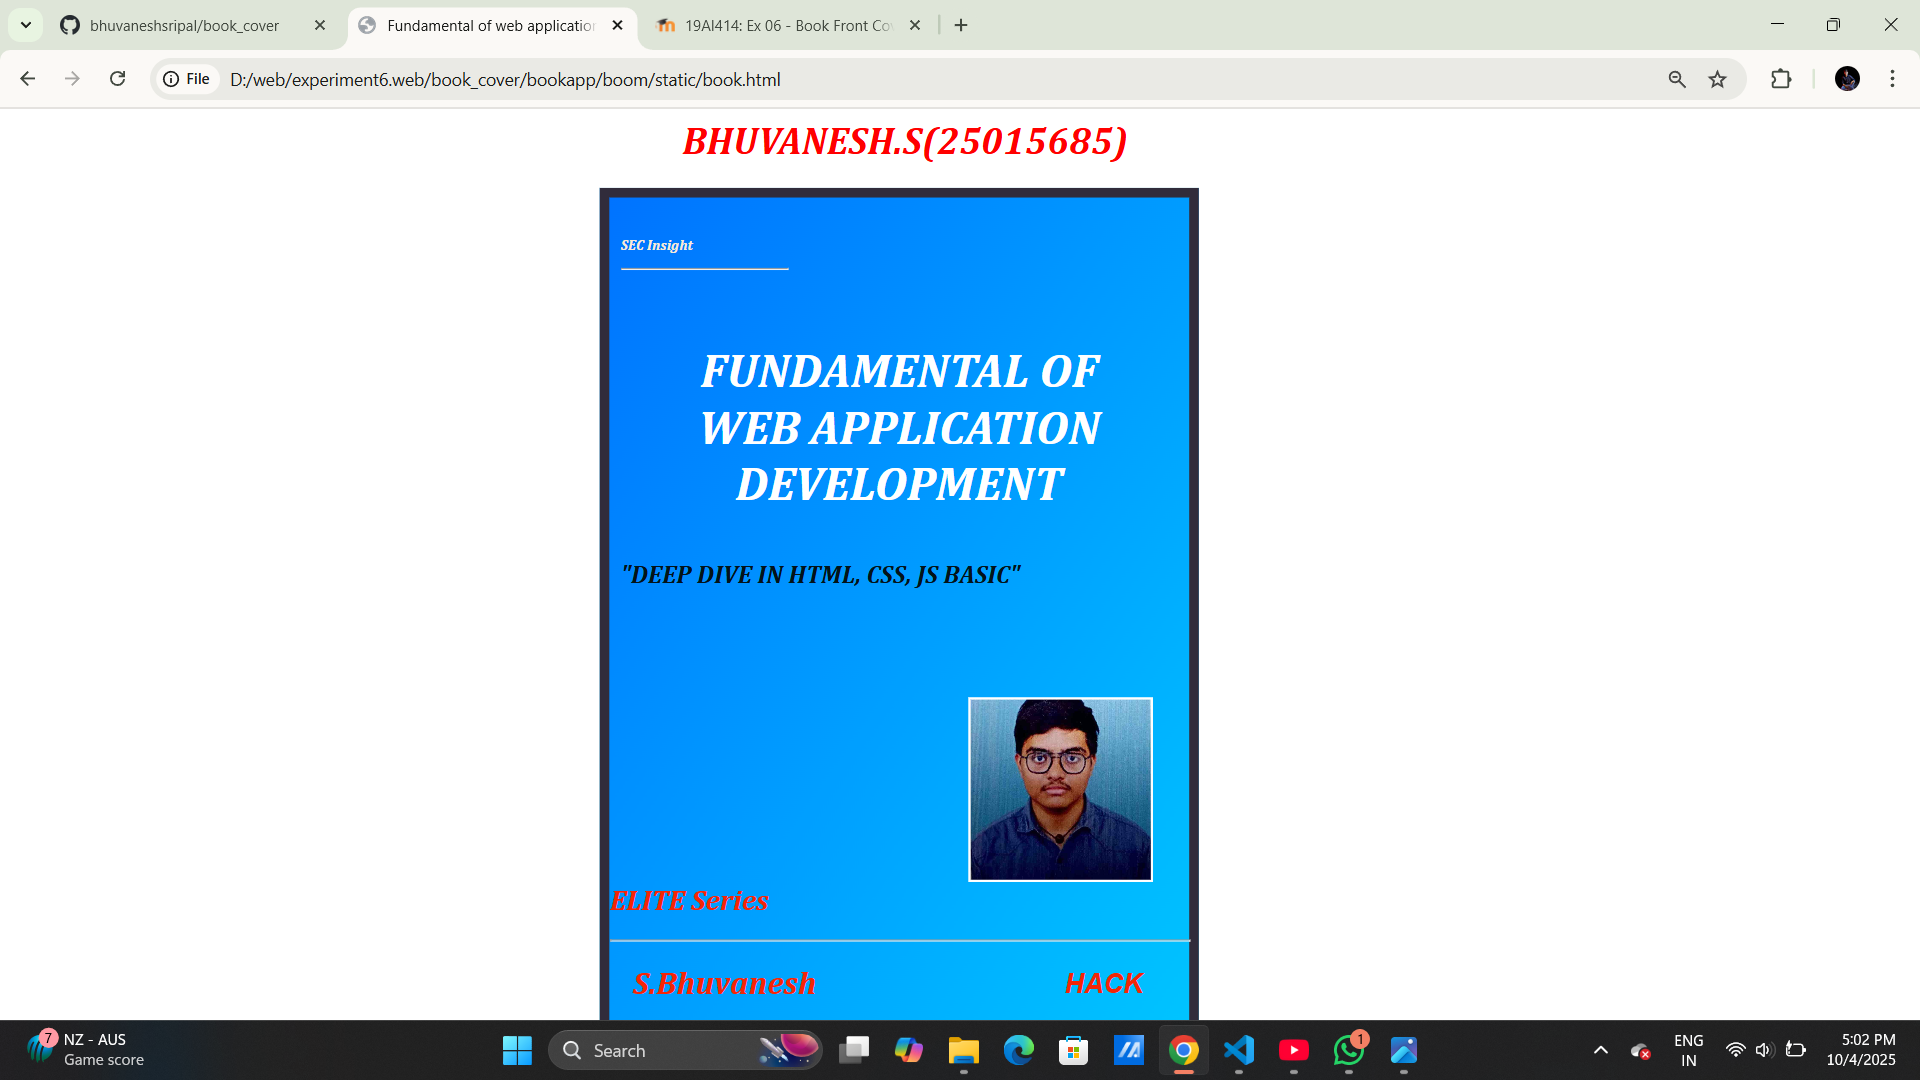 bhuvaneshsripal/book_cover
Fundamental of web application
19AI414: Ex 06 - Book Front Cov
File
D:/web/experiment6.web/book_cover/bookapp/boom/static/book.html
BHUVANESH.S(25015685)
SEC Insight
FUNDAMENTAL OF
WEB APPLICATION
DEVELOPMENT
"DEEP DIVE IN HTML, CSS, JS BASIC"
ELITE Series
S.Bhuvanesh
HACK
7
NZ - AUS
Game score
Search
1
ENG
IN
5:02 PM
10/4/2025